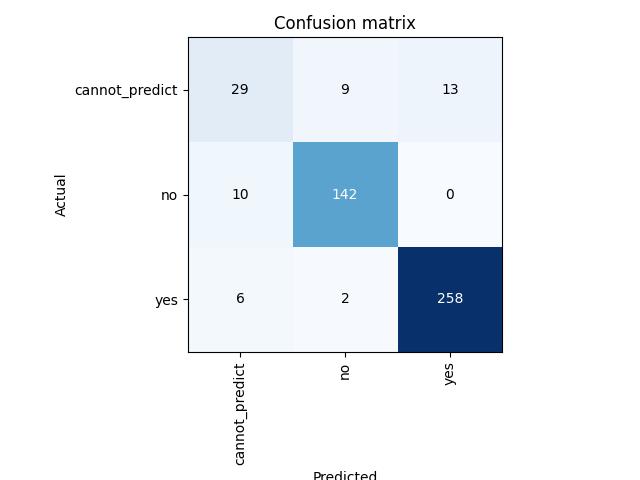 Confusion matrix
cannot_predict 29 9 13
Actual
no 10 142 0
yes 6 2 258
cannot_predict
no
yes
Predicted